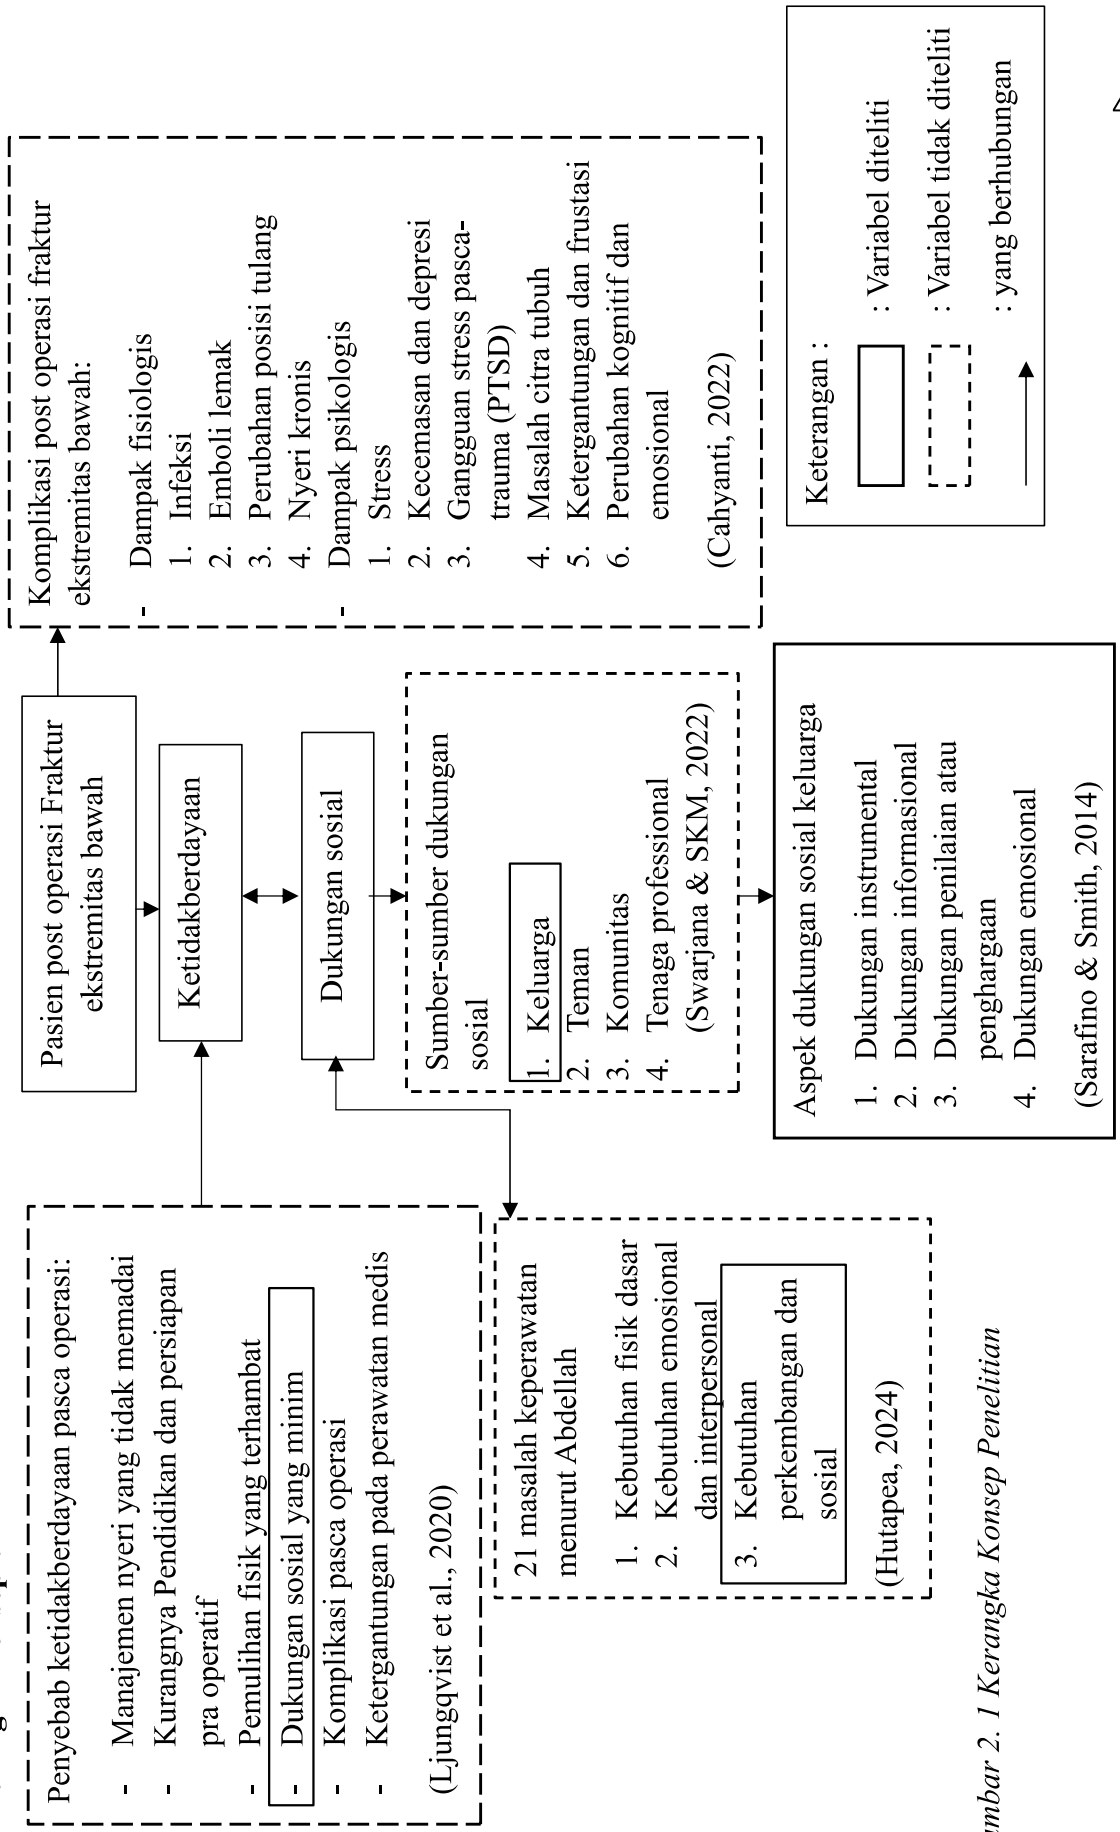 Penyebab ketidakberdayaan pasca operasi:
- Manajemen nyeri yang tidak memadai
- Kurangnya Pendidikan dan persiapan
pra operatif
- Pemulihan fisik yang terhambat
- Dukungan sosial yang minim
- Komplikasi pasca operasi
- Ketergantungan pada perawatan medis
(Ljungqvist et al., 2020)
21 masalah keperawatan
menurut Abdellah
1. Kebutuhan fisik dasar
2. Kebutuhan emosional
dan interpersonal
3. Kebutuhan
perkembangan dan
sosial
(Hutapea, 2024)
Pasien post operasi Fraktur
ekstremitas bawah
Ketidakberdayaan
Dukungan sosial
Sumber-sumber dukungan
sosial
1. Keluarga
2. Teman
3. Komunitas
4. Tenaga professional
(Swarjana & SKM, 2022)
Aspek dukungan sosial keluarga
1. Dukungan instrumental
2. Dukungan informasional
3. Dukungan penilaian atau
penghargaan
4. Dukungan emosional
(Sarafino & Smith, 2014)
Komplikasi post operasi fraktur
ekstremitas bawah:
- Dampak fisiologis
1. Infeksi
2. Emboli lemak
3. Perubahan posisi tulang
4. Nyeri kronis
- Dampak psikologis
1. Stress
2. Kecemasan dan depresi
3. Gangguan stress pasca-
trauma (PTSD)
4. Masalah citra tubuh
5. Ketergantungan dan frustasi
6. Perubahan kognitif dan
emosional
(Cahyanti, 2022)
Keterangan :
: Variabel diteliti
: Variabel tidak diteliti
: yang berhubungan
mbar 2. 1 Kerangka Konsep Penelitian